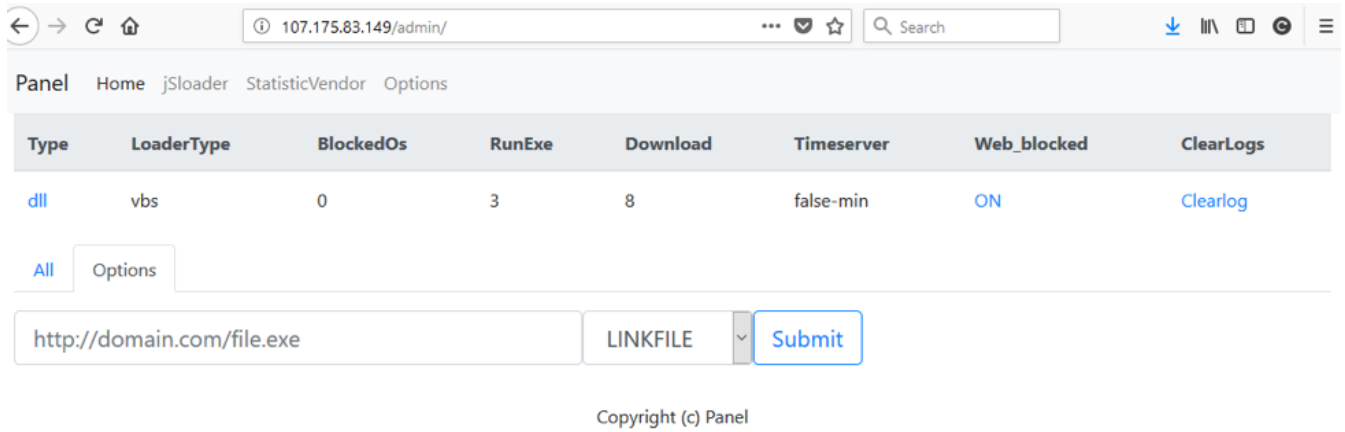 107.175.83.149/admin/ Search
Panel Home jSloader StatisticVendor Options
Type LoaderType BlockedOs RunExe Download Timeserver Web_blocked ClearLogs
dll vbs 0 3 8 false-min ON Clearlog
All Options
http://domain.com/file.exe LINKFILE Submit
Copyright (c) Panel